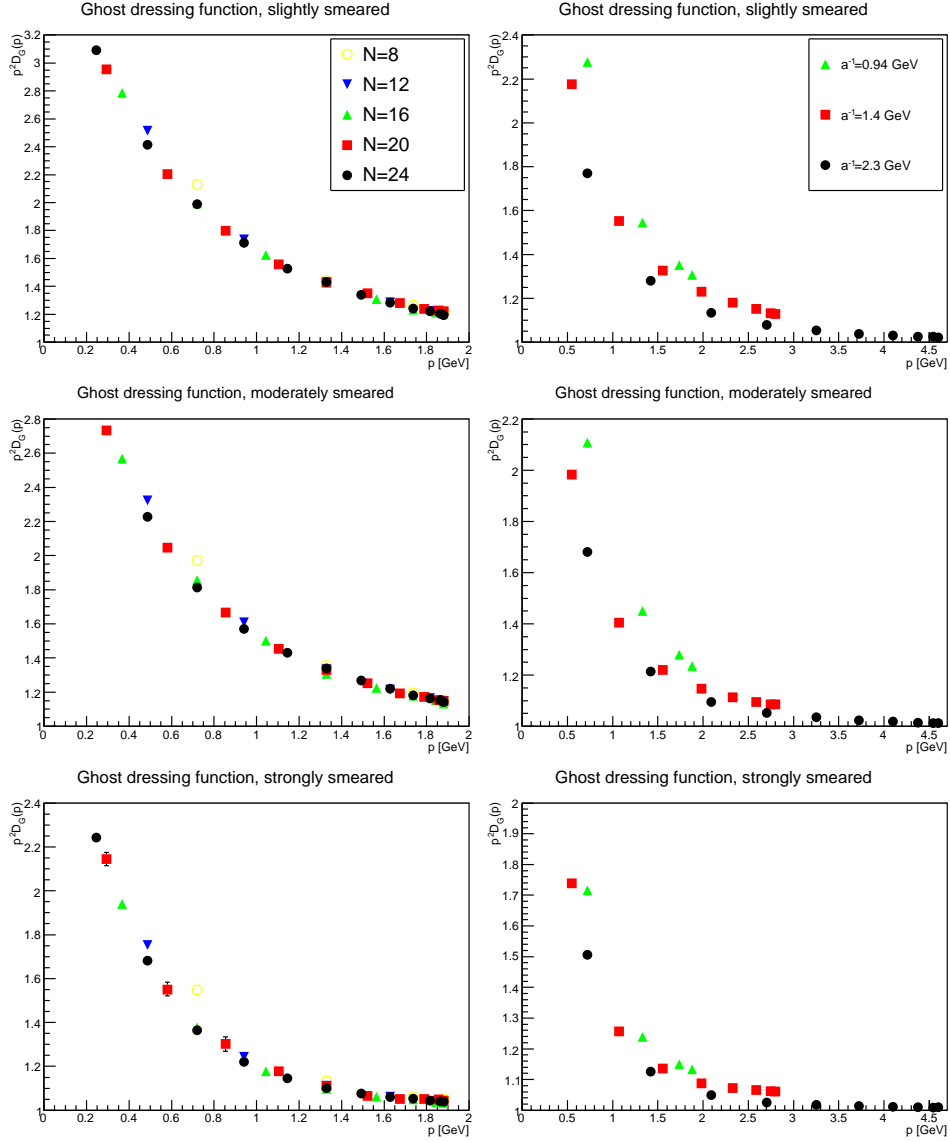 Ghost dressing function, slightly smeared
p²D_G(p)
3.2
3
2.8
2.6
2.4
2.2
2
1.8
1.6
1.4
1.2
1
0 0.2 0.4 0.6 0.8 1 1.2 1.4 1.6 1.8 2
p [GeV]
N=8
N=12
N=16
N=20
N=24
Ghost dressing function, slightly smeared
p²D_G(p)
2.4
2.2
2
1.8
1.6
1.4
1.2
1
0 0.5 1 1.5 2 2.5 3 3.5 4 4.5
p [GeV]
a⁻¹=0.94 GeV
a⁻¹=1.4 GeV
a⁻¹=2.3 GeV
Ghost dressing function, moderately smeared
p²D_G(p)
2.8
2.6
2.4
2.2
2
1.8
1.6
1.4
1.2
1
0 0.2 0.4 0.6 0.8 1 1.2 1.4 1.6 1.8 2
p [GeV]
Ghost dressing function, moderately smeared
p²D_G(p)
2.2
2
1.8
1.6
1.4
1.2
1
0 0.5 1 1.5 2 2.5 3 3.5 4 4.5
p [GeV]
Ghost dressing function, strongly smeared
p²D_G(p)
2.4
2.2
2
1.8
1.6
1.4
1.2
1
0 0.2 0.4 0.6 0.8 1 1.2 1.4 1.6 1.8 2
p [GeV]
Ghost dressing function, strongly smeared
p²D_G(p)
2
1.9
1.8
1.7
1.6
1.5
1.4
1.3
1.2
1.1
1
0 0.5 1 1.5 2 2.5 3 3.5 4 4.5
p [GeV]